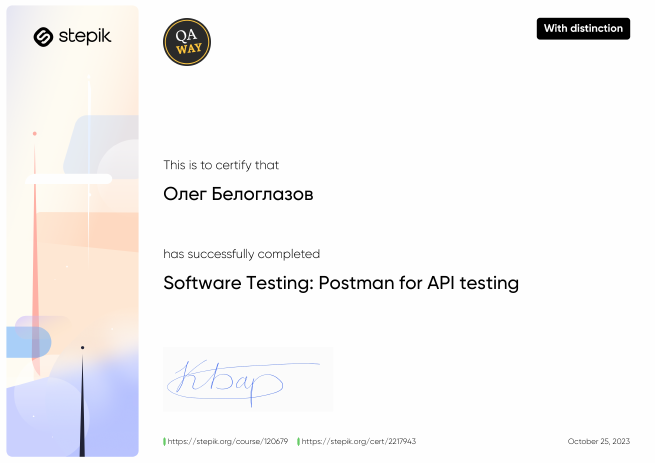 stepik
QA
WAY
With distinction
This is to certify that
Олег Белоглазов
has successfully completed
Software Testing: Postman for API testing
https://stepik.org/course/120679 https://stepik.org/cert/2217943 October 25, 2023